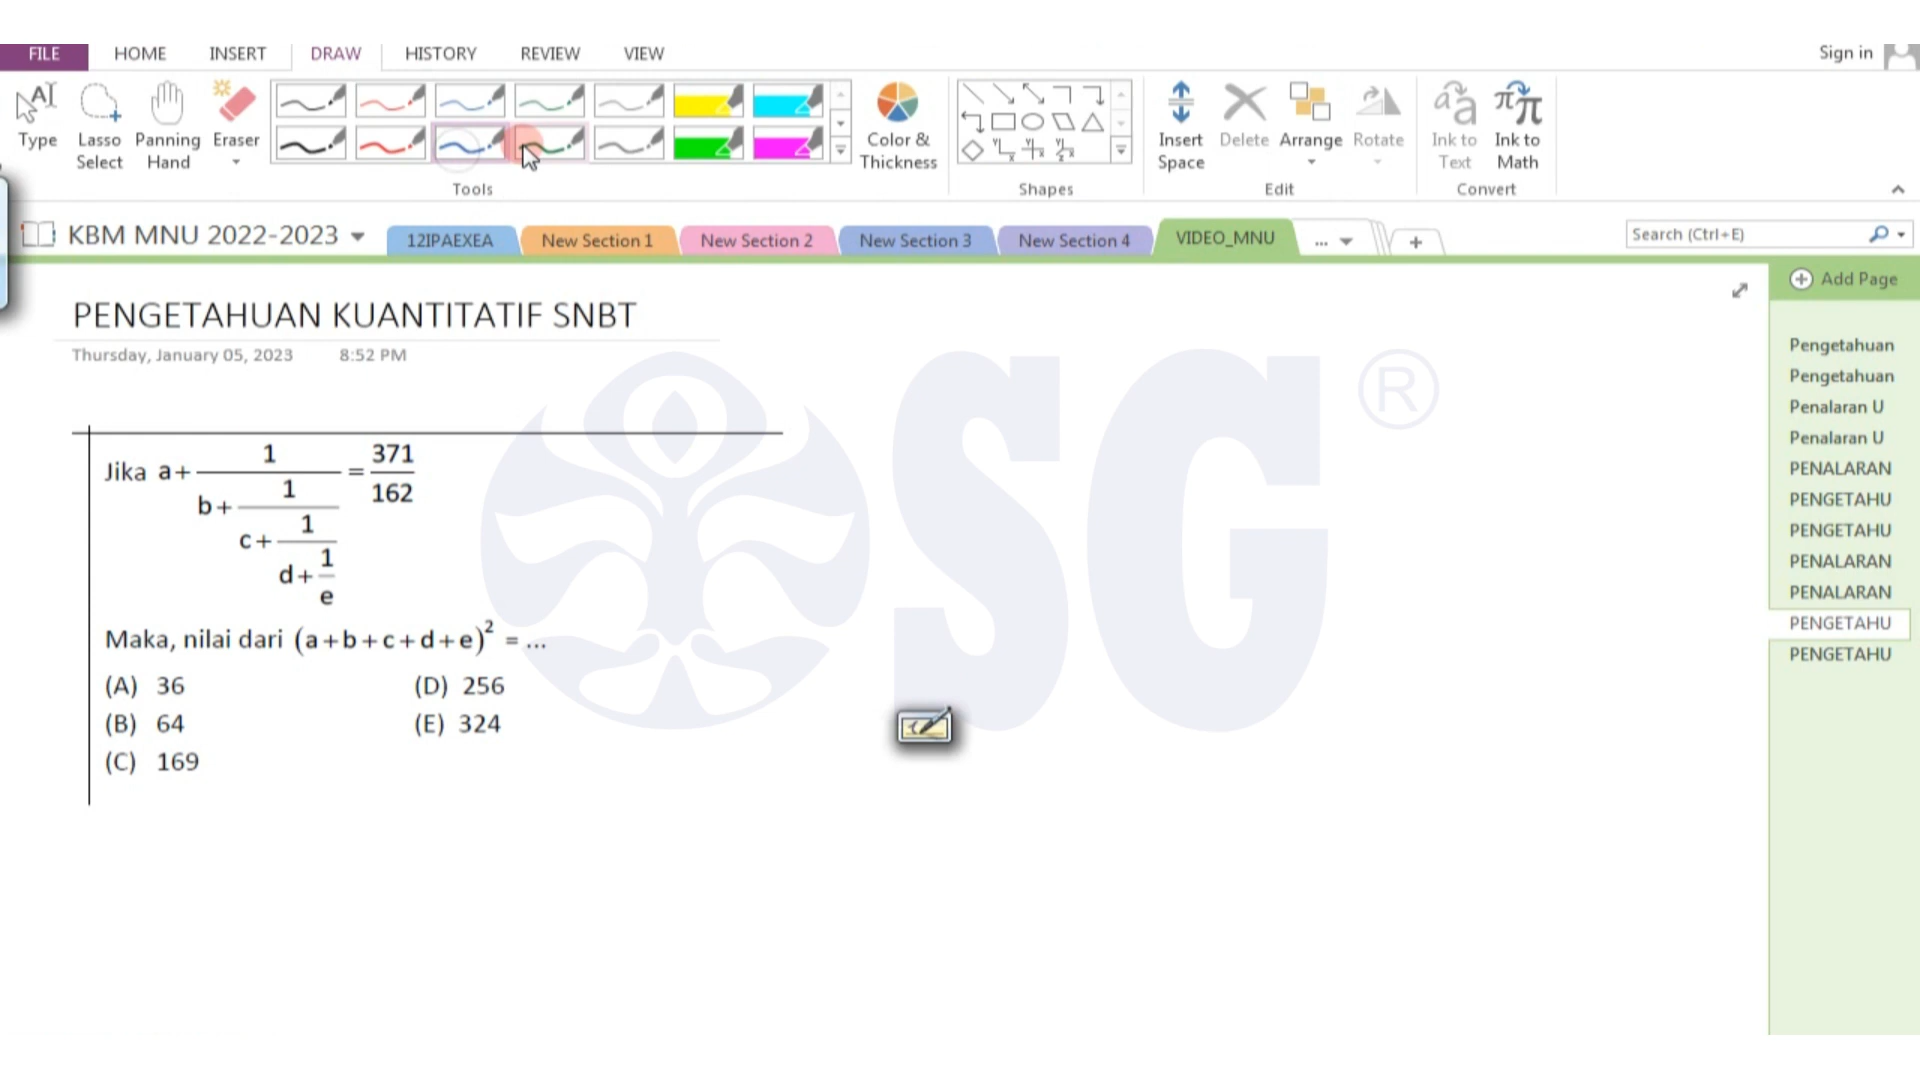 FILE HOME INSERT DRAW HISTORY REVIEW VIEW Sign in
Type Lasso Select Panning Hand Eraser Color & Thickness Insert Space Delete Arrange Rotate Ink to Text Ink to Math
Tools Shapes Edit Convert
KBM MNU 2022-2023 12IPAEXEA New Section 1 New Section 2 New Section 3 New Section 4 VIDEO_MNU ... + Search (Ctrl+E)
Add Page
PENGETAHUAN KUANTITATIF SNBT
Thursday, January 05, 2023 8:52 PM
Jika a+1/(b+1/(c+1/(d+1/e))) = 371/162
Maka, nilai dari (a+b+c+d+e)² = ...
(A) 36
(B) 64
(C) 169
(D) 256
(E) 324
SG®
Pengetahuan
Pengetahuan
Penalaran U
Penalaran U
PENALARAN
PENGETAHU
PENGETAHU
PENALARAN
PENALARAN
PENGETAHU
PENGETAHU